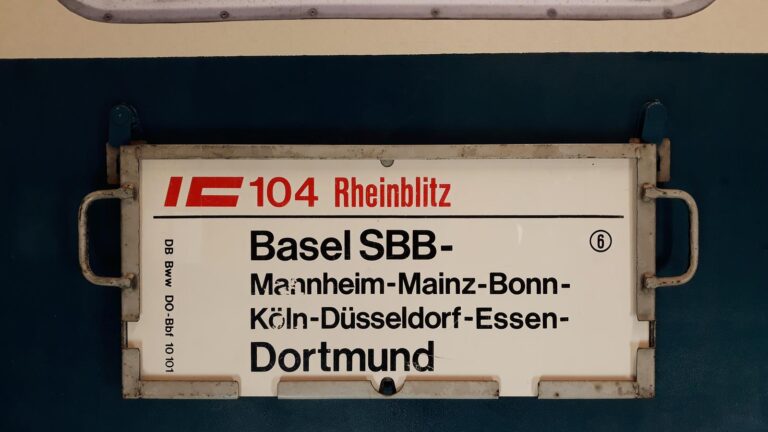 IC 104 Rheinblitz
Basel SBB-
Mannheim-Mainz-Bonn-
Köln-Düsseldorf-Essen-
Dortmund
6
DB Bww DO-Bbf 10 101